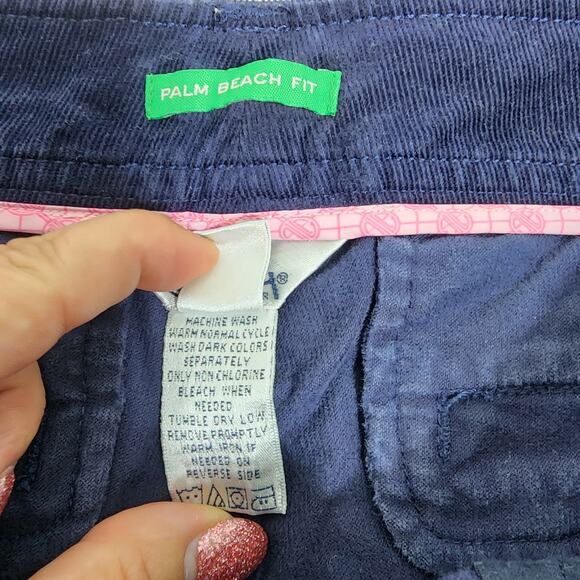 PALM BEACH FIT
MACHINE WASH
WARM NORMAL CYCLE
WASH DARK COLORS
SEPARATELY
ONLY NON CHLORINE
BLEACH WHEN
NEEDED
TUMBLE DRY LOW
REMOVE PROMPTLY
WARM IRON IF
NEEDED ON
REVERSE SIDE